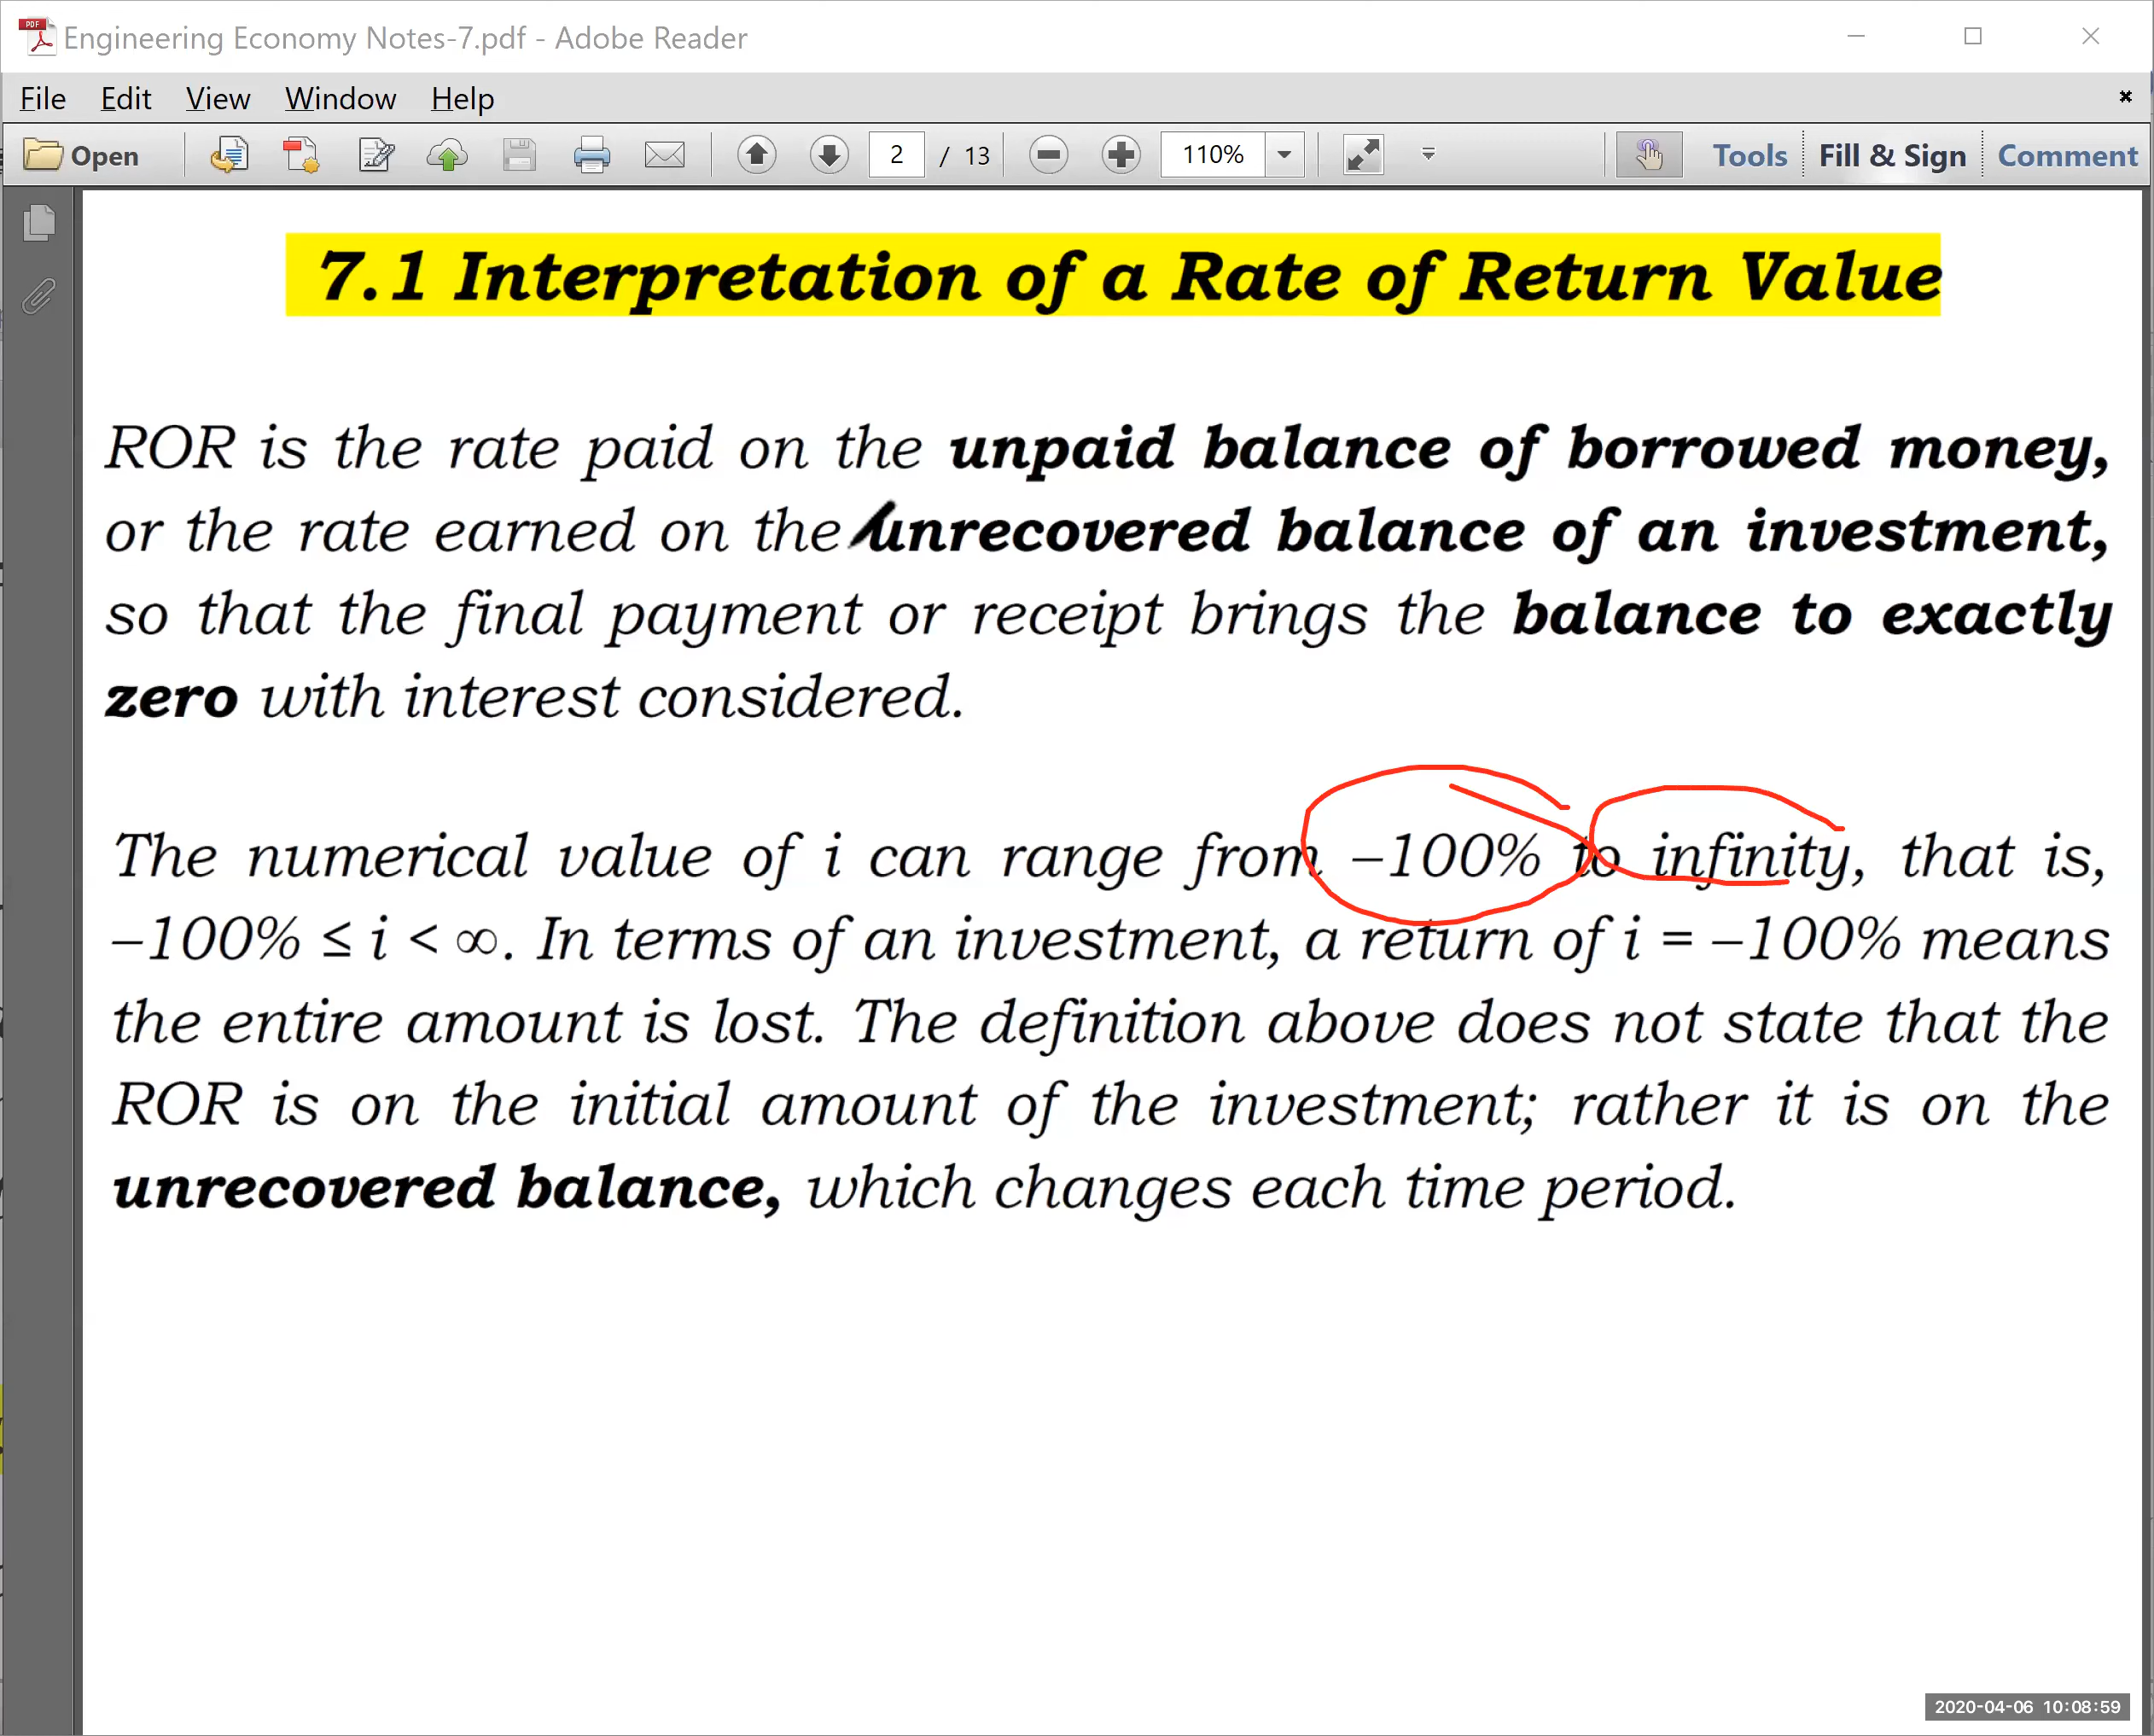 Engineering Economy Notes-7.pdf - Adobe Reader
File Edit View Window Help
Open 2 / 13 110% Tools Fill & Sign Comment
7.1 Interpretation of a Rate of Return Value
ROR is the rate paid on the unpaid balance of borrowed money,
or the rate earned on the unrecovered balance of an investment,
so that the final payment or receipt brings the balance to exactly
zero with interest considered.
The numerical value of i can range from –100% to infinity, that is,
–100% ≤ i < ∞. In terms of an investment, a return of i = –100% means
the entire amount is lost. The definition above does not state that the
ROR is on the initial amount of the investment; rather it is on the
unrecovered balance, which changes each time period.
2020-04-06 10:08:59